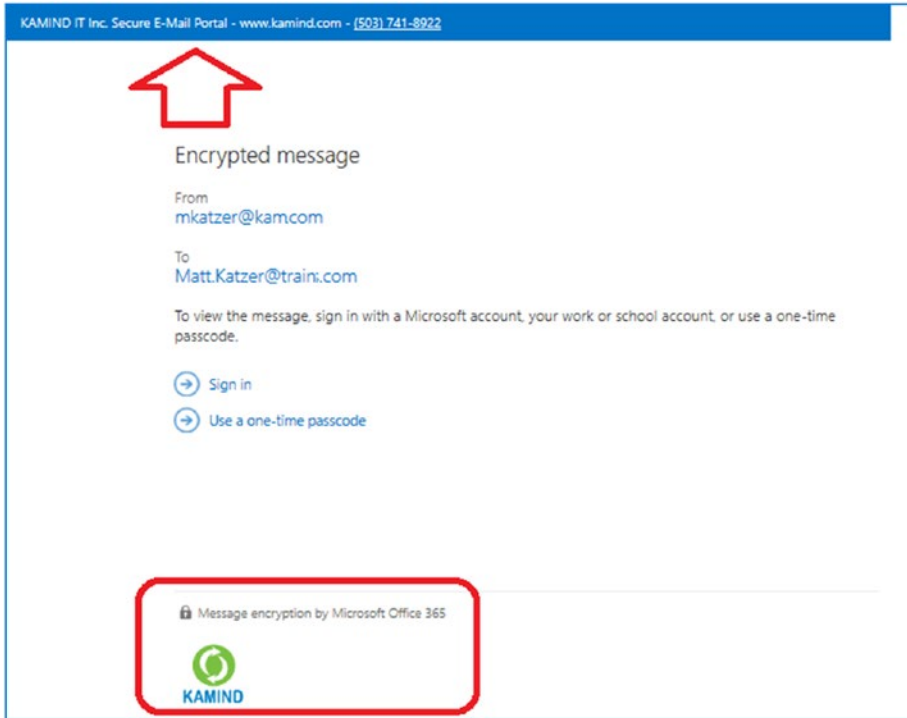 KAMIND IT Inc. Secure E-Mail Portal - www.kamind.com - (503) 741-8922
Encrypted message
From
mkatzer@kam.com
To
Matt.Katzer@train:.com
To view the message, sign in with a Microsoft account, your work or school account, or use a one-time
passcode.
Sign in
Use a one-time passcode
Message encryption by Microsoft Office 365
KAMIND